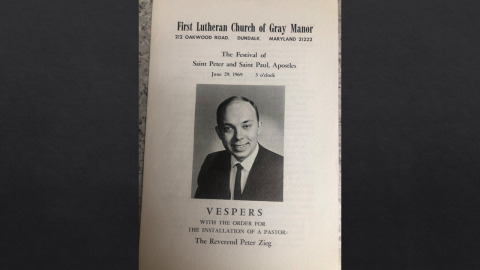 First Lutheran Church of Gray Manor
212 OAKWOOD ROAD. DUNDALK. MARYLAND 21222
The Festival of
Saint Peter and Saint Paul, Apostles
June 29, 1969 5 o'clock
VESPERS
WITH THE ORDER FOR
THE INSTALLATION OF A PASTOR:
The Reverend Peter Zieg